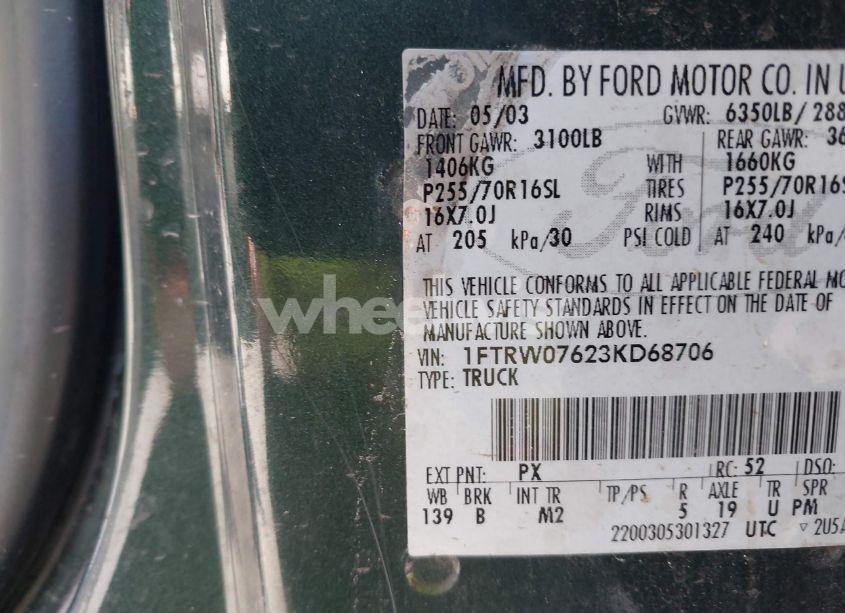 MFD. BY FORD MOTOR CO. IN U
DATE: 05/03 GVWR: 6350LB/ 288
FRONT GAWR: 3100LB REAR GAWR: 36
1406KG WITH 1660KG
P255/70R16SL TIRES P255/70R16S
16X7.0J RIMS 16X7.0J
AT 205 kPa/30 PSI COLD AT 240 kPa/
THIS VEHICLE CONFORMS TO ALL APPLICABLE FEDERAL MO
VEHICLE SAFETY STANDARDS IN EFFECT ON THE DATE OF
MANUFACTURE SHOWN ABOVE.
VIN: 1FTRW07623KD68706
TYPE: TRUCK
EXT PNT: PX RC: 52 DSO:
WB BRK INT TR TP/PS R AXLE TR SPR
139 B M2 5 19 U PM
2200305301327 UTC ▽ 2U5A
Ford
whee